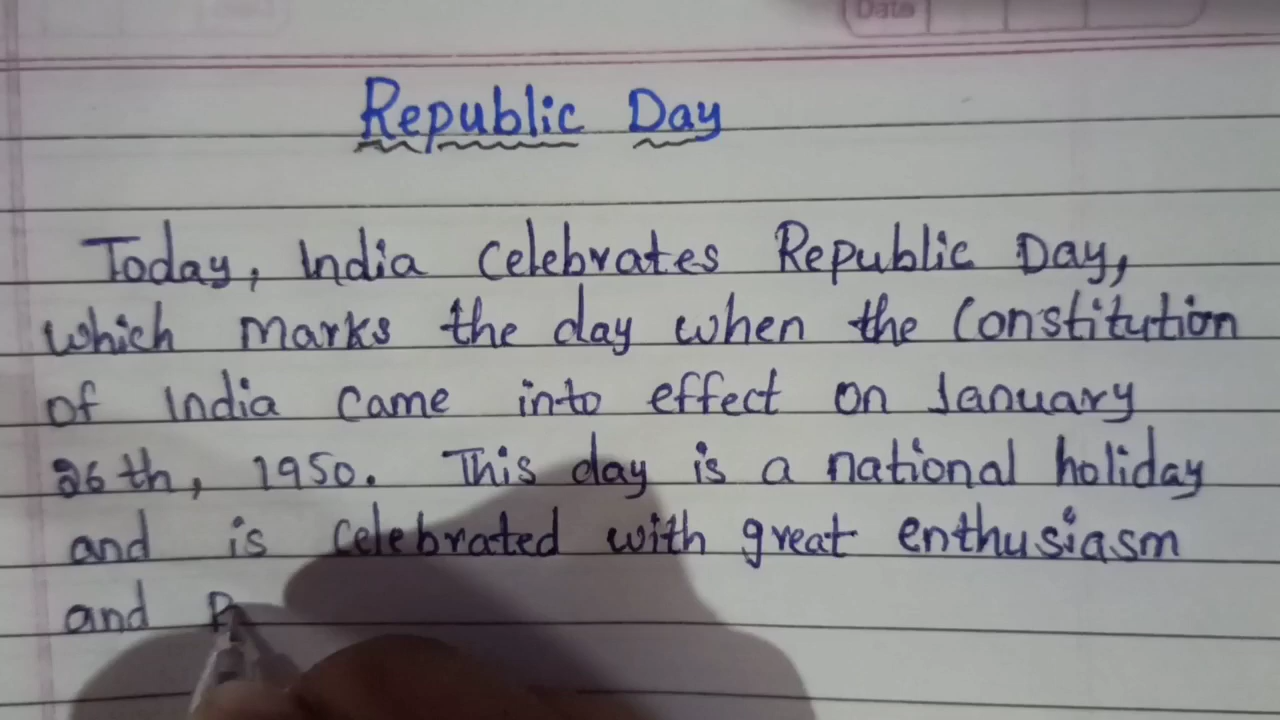 Date
Republic Day
Today, India celebrates Republic Day,
which marks the day when the Constitution
of India came into effect on January
26th, 1950. This day is a national holiday
and is celebrated with great enthusiasm
and P